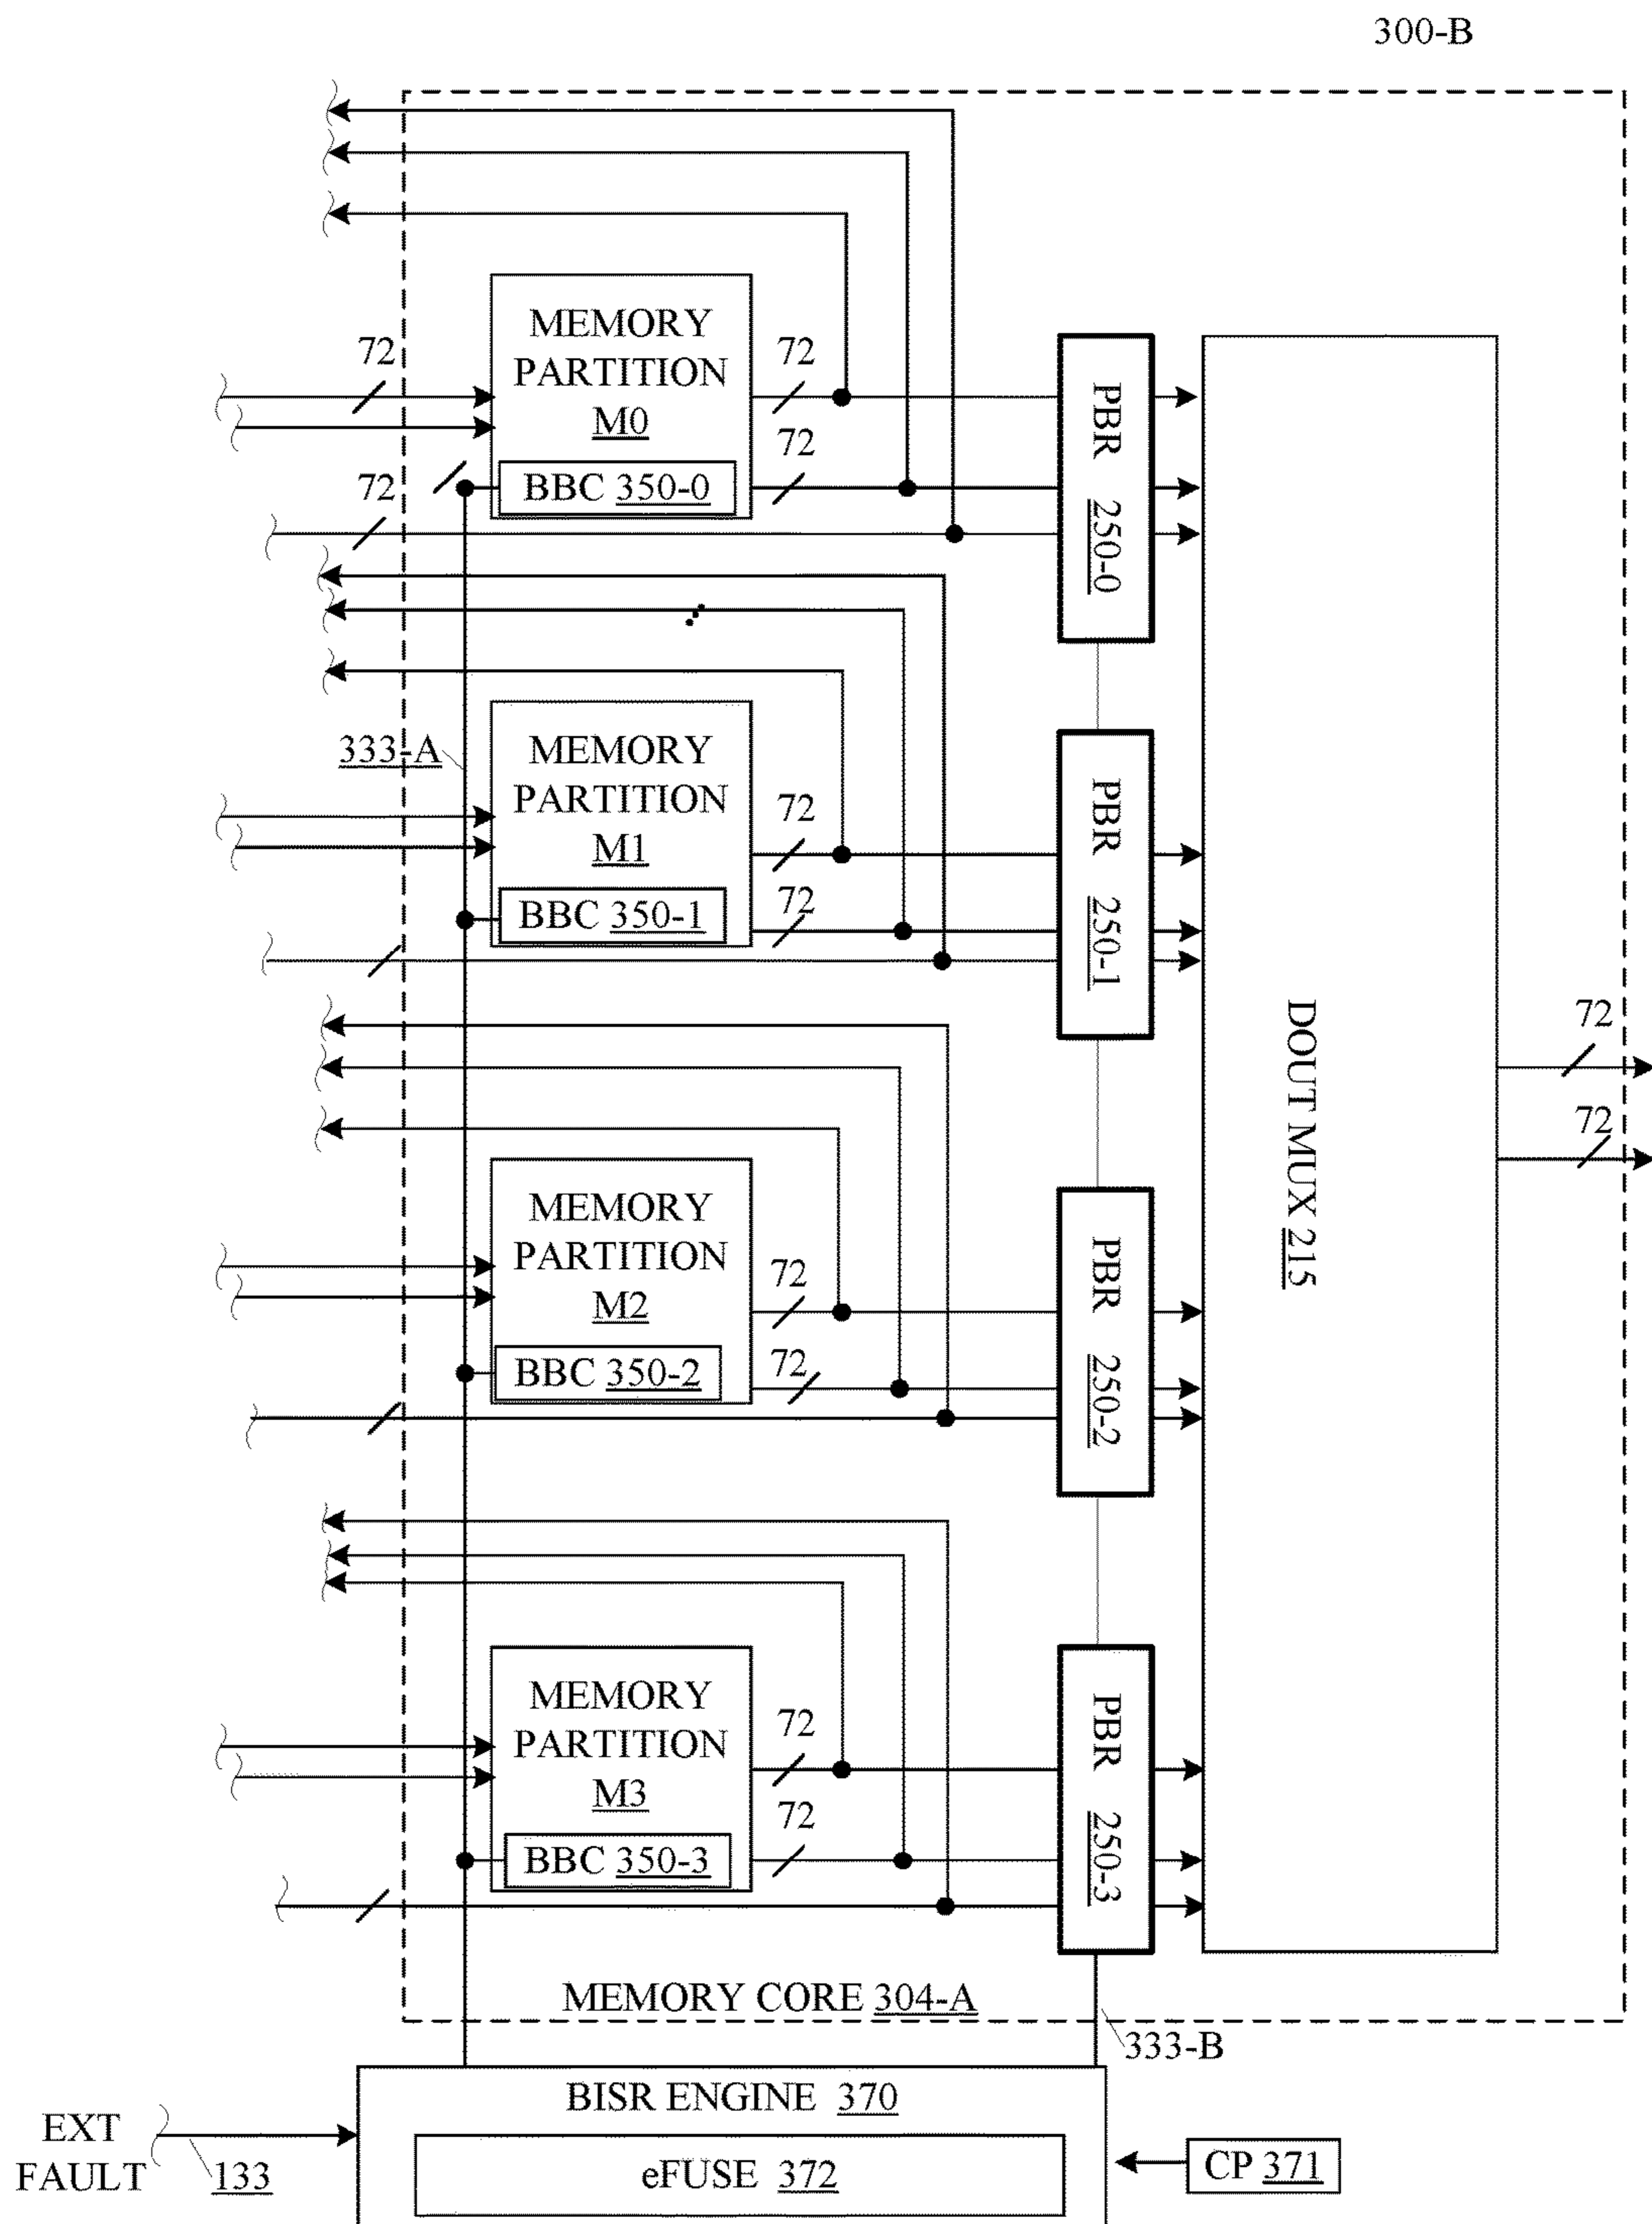 300-B
MEMORY
PARTITION
M0
72
72
72
72
BBC 350-0
PBR 250-0
333-A
MEMORY
PARTITION
M1
72
72
BBC 350-1
PBR 250-1
DOUT MUX 215
72
72
MEMORY
PARTITION
M2
72
72
BBC 350-2
PBR 250-2
MEMORY
PARTITION
M3
72
72
BBC 350-3
PBR 250-3
MEMORY CORE 304-A
333-B
BISR ENGINE 370
EXT
FAULT
133
eFUSE 372
CP 371